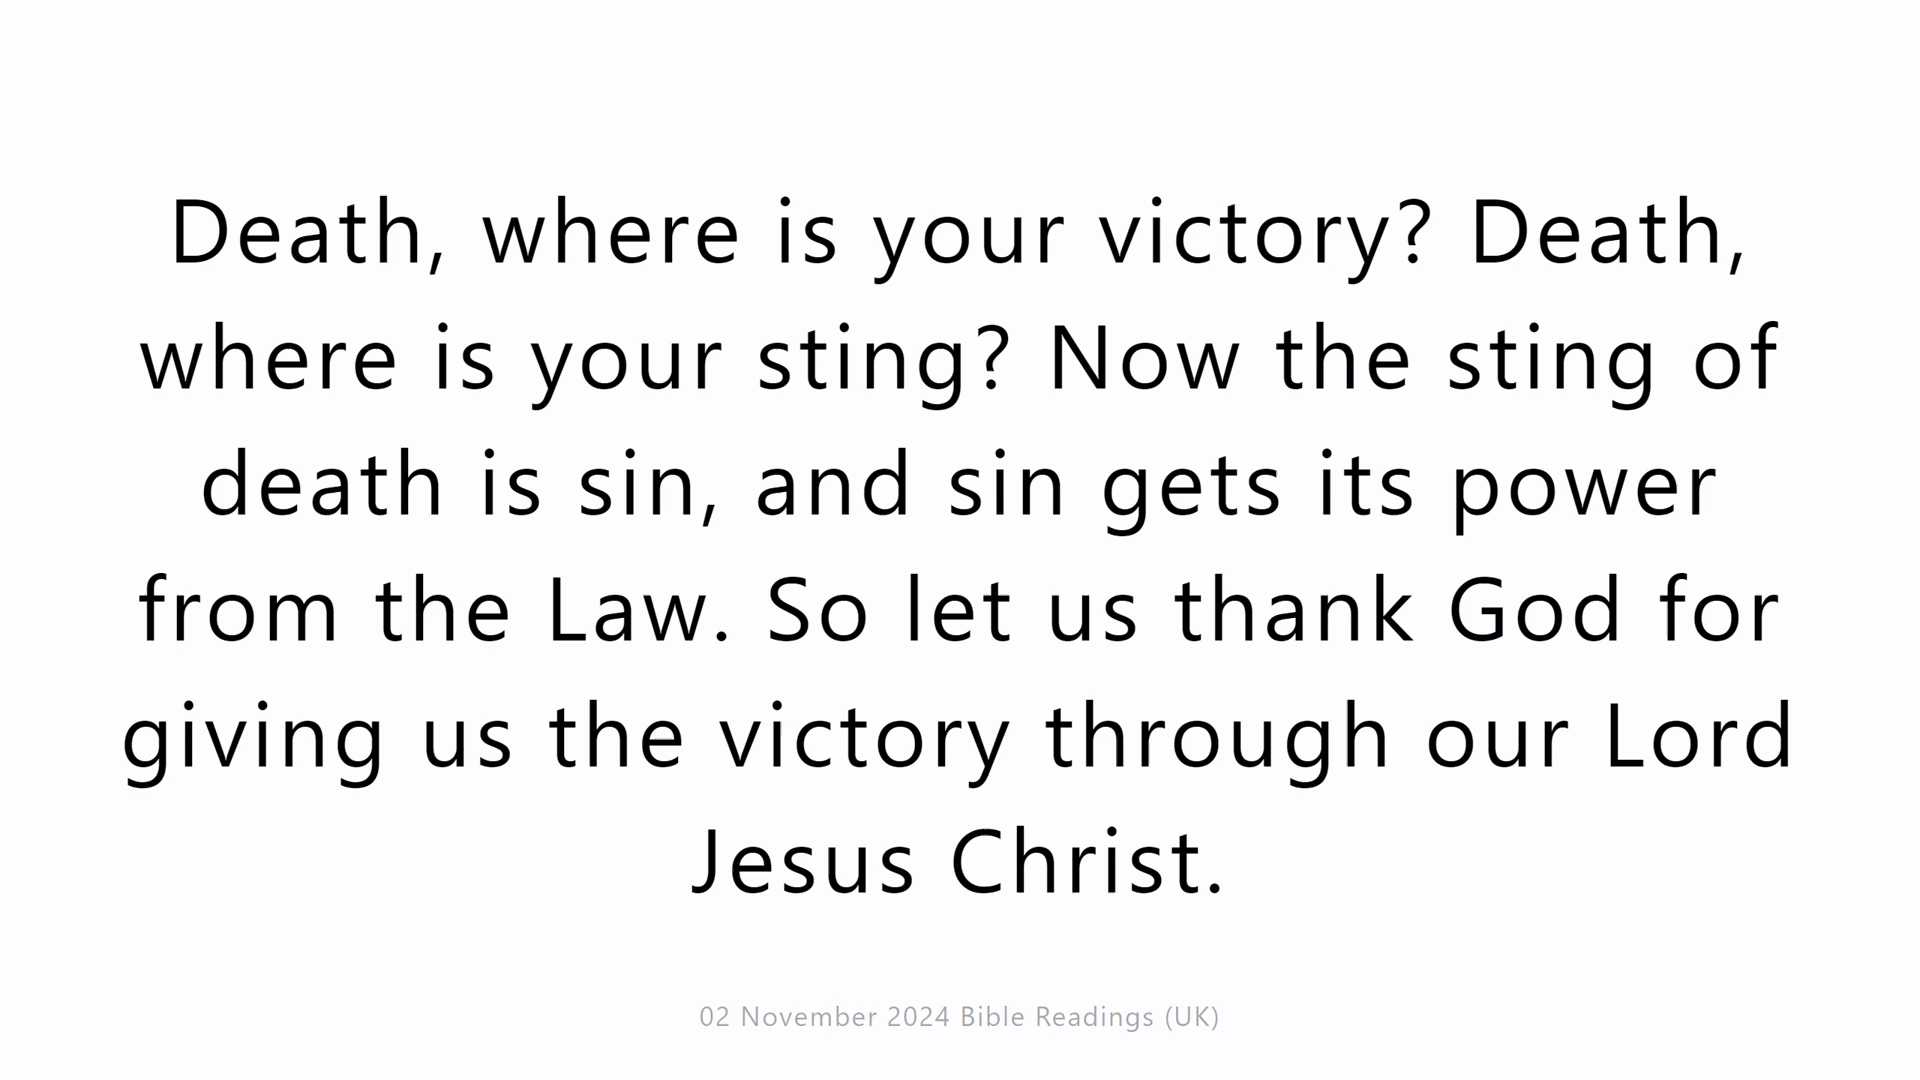 Death, where is your victory? Death,
where is your sting? Now the sting of
death is sin, and sin gets its power
from the Law. So let us thank God for
giving us the victory through our Lord
Jesus Christ.
02 November 2024 Bible Readings (UK)